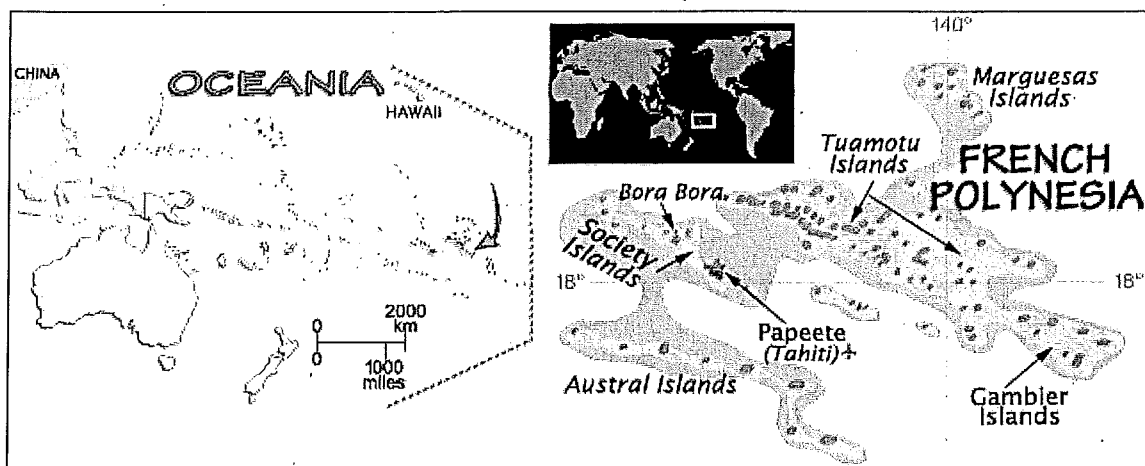 CHINA
OCEANIA
HAWAII
0
2000
km
0
1000
miles
140°
Marguesas
Islands
Tuamotu
Islands
FRENCH
POLYNESIA
Bora Bora
Society
Islands
18°
18°
Papeete
(Tahiti)
Austral Islands
Gambier
Islands